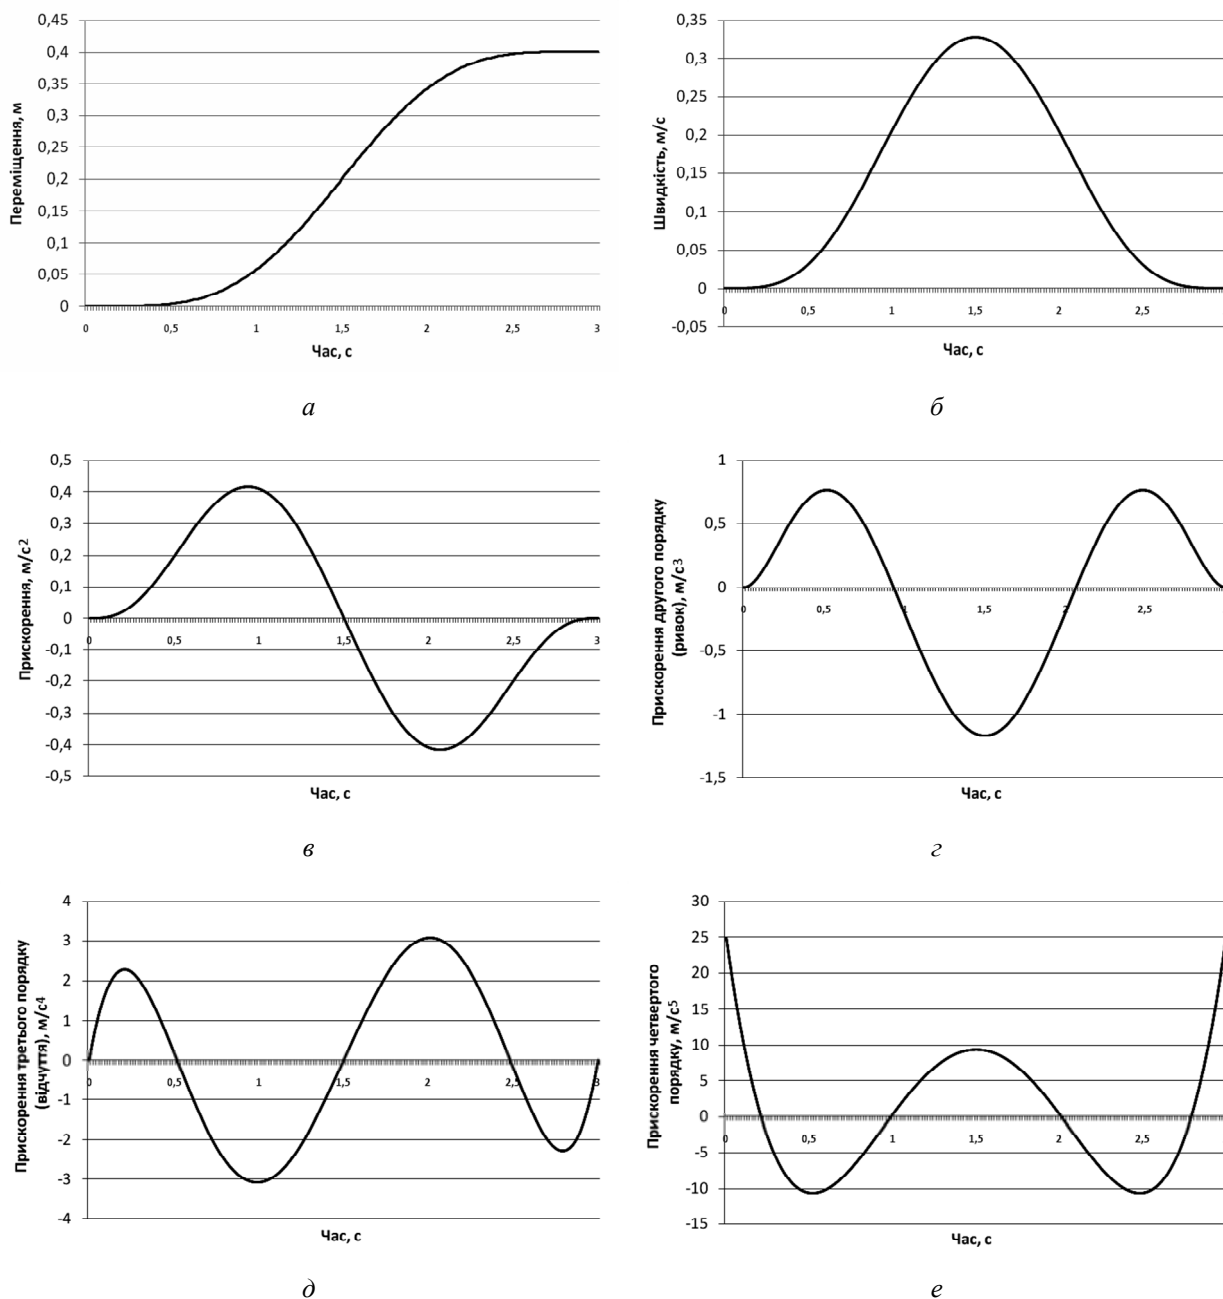 0,45
0,4
0,35
0,3
0,25
0,2
0,15
0,1
0,05
0
Переміщення, м
0 0,5 1 1,5 2 2,5 3
Час, с
а
0,35
0,3
0,25
0,2
0,15
0,1
0,05
0
-0,05
Швидкість, м/с
0 0,5 1 1,5 2 2,5
Час, с
б
0,5
0,4
0,3
0,2
0,1
0
-0,1
-0,2
-0,3
-0,4
-0,5
Прискорення, м/с2
0 0,5 1 1,5 2 2,5 3
Час, с
в
1
0,5
0
-0,5
-1
-1,5
Прискорення другого порядку
(ривок), м/с3
0 0,5 1 1,5 2 2,5
Час, с
г
4
3
2
1
0
-1
-2
-3
-4
Прискорення третього порядку
(відчуття), м/с4
0 0,5 1 1,5 2 2,5 3
Час, с
д
30
25
20
15
10
5
0
-5
-10
-15
Прискорення четвертого
порядку, м/с5
0 0,5 1 1,5 2 2,5
Час, с
е